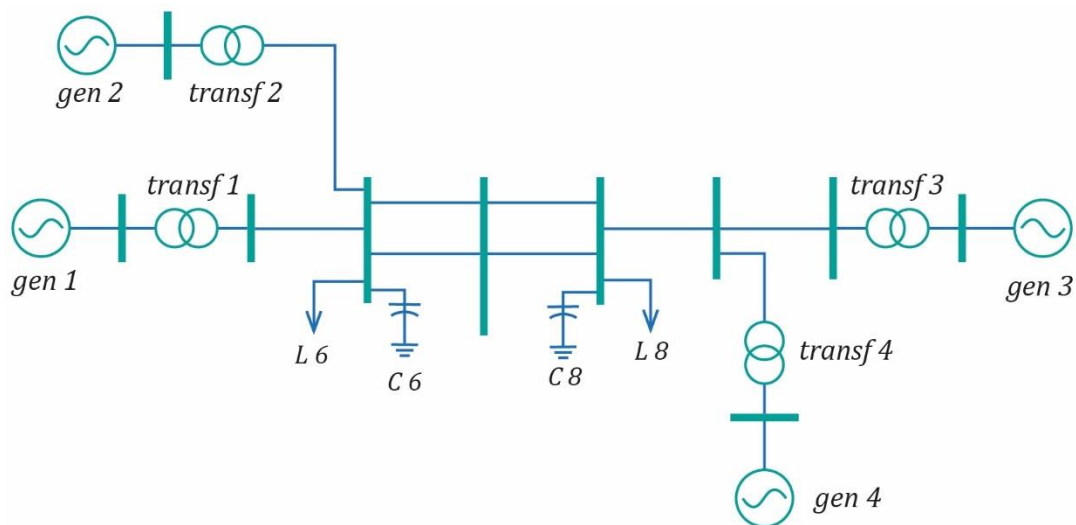 gen 2
transf 2
transf 1
transf 3
gen 1
gen 3
L 6
C 6
C 8
L 8
transf 4
gen 4